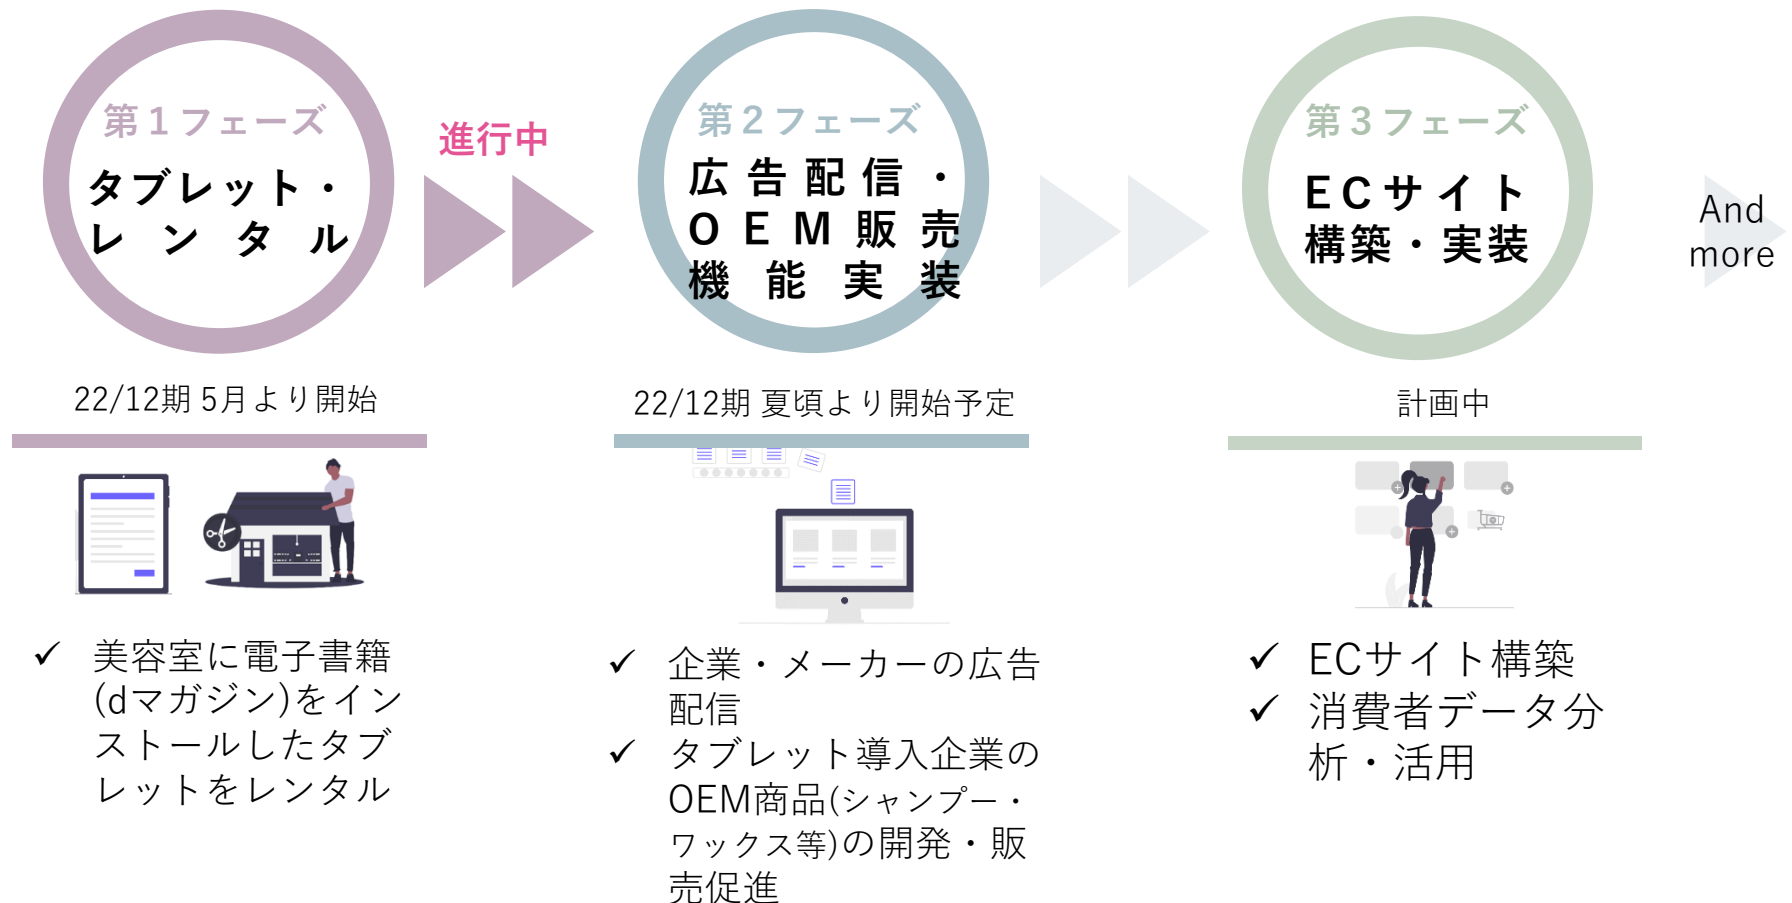 第1フェーズ
タブレット・
レンタル
22/12期 5月より開始
✓ 美容室に電子書籍
(dマガジン)をイン
ストールしたタブ
レットをレンタル
進行中
第2フェーズ
広告配信・
OEM販売
機能実装
22/12期 夏頃より開始予定
✓ 企業・メーカーの広告
配信
✓ タブレット導入企業の
OEM商品(シャンプー・
ワックス等)の開発・販
売促進
第3フェーズ
ECサイト
構築・実装
計画中
✓ ECサイト構築
✓ 消費者データ分
析・活用
And
more